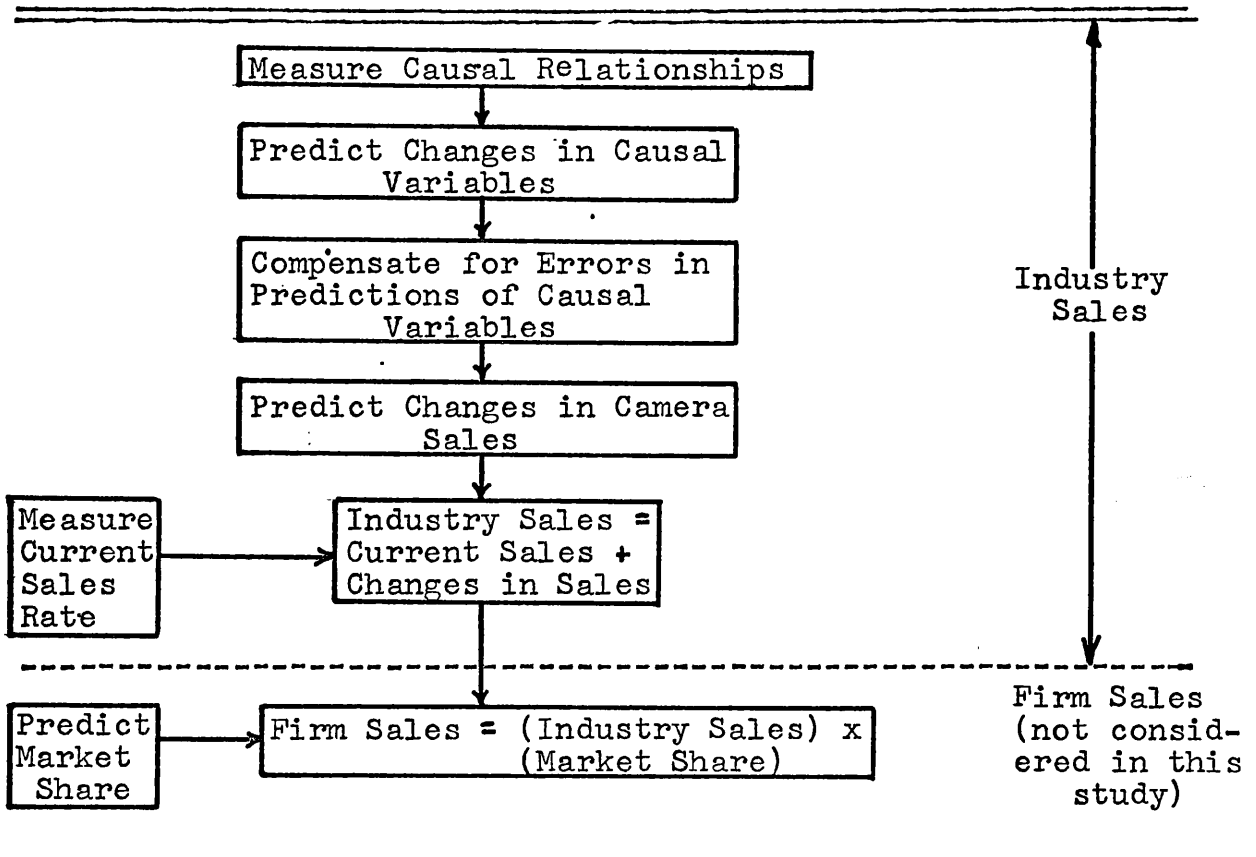 Measure Causal Relationships
Predict Changes in Causal
Variables
Compensate for Errors in
Predictions of Causal
Variables
Predict Changes in Camera
Sales
Measure
Current
Sales
Rate
Industry Sales =
Current Sales +
Changes in Sales
Industry
Sales
Predict
Market
Share
Firm Sales = (Industry Sales) x
(Market Share)
Firm Sales
(not consid-
ered in this
study)